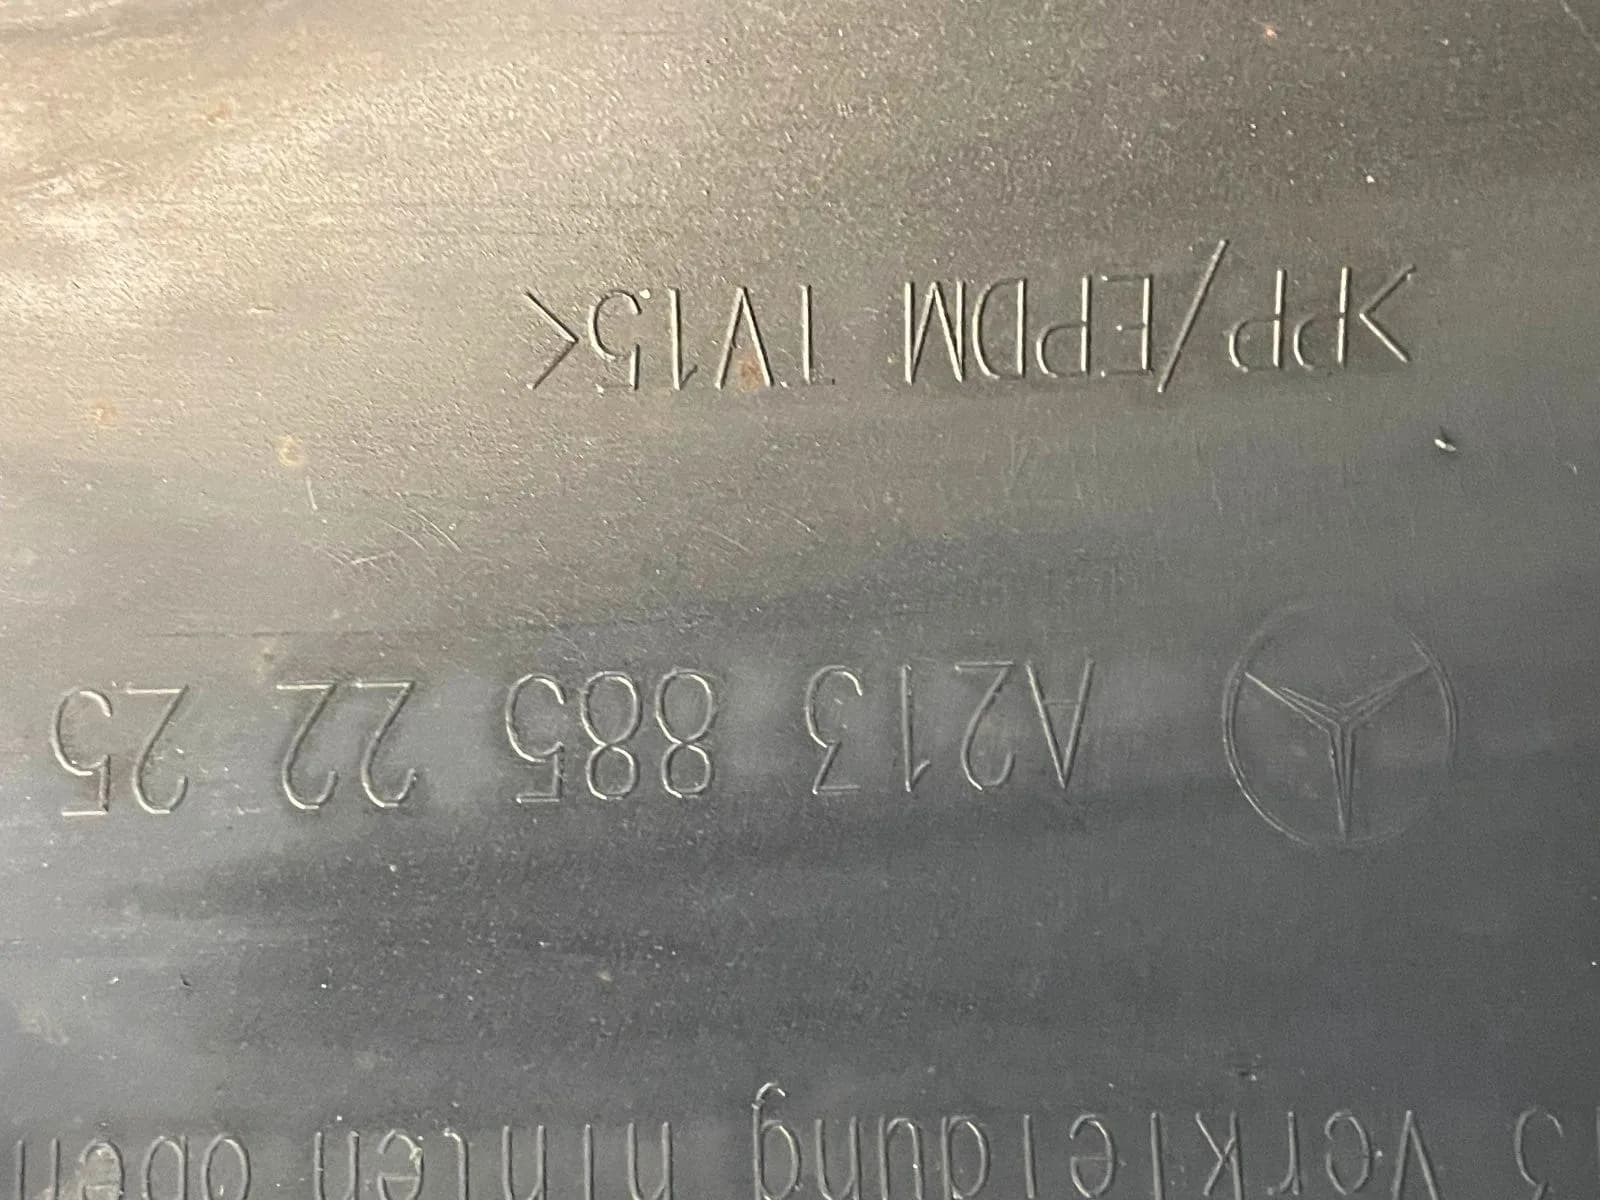 Verkleidung hinten oben
A213 885 22 25
>PP/EPDM TV15<